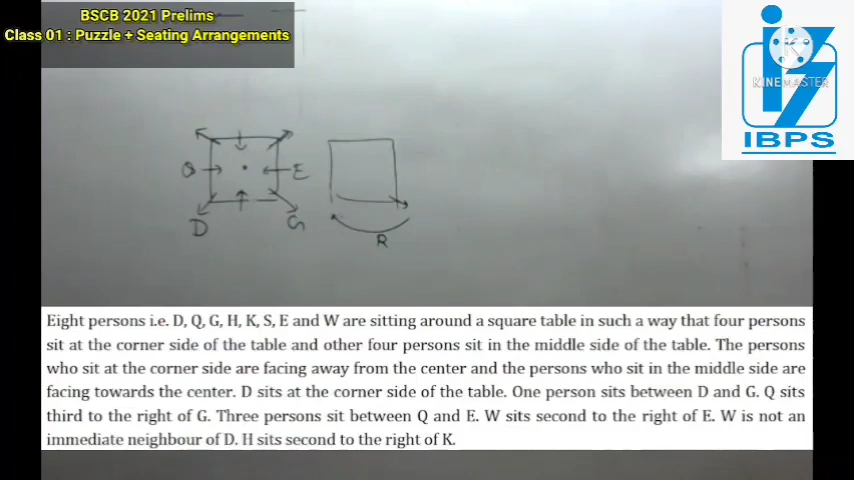 BSCB 2021 Prelims
Class 01 : Puzzle + Seating Arrangements
KINEMASTER
IBPS
Q E
D G
R
Eight persons i.e. D, Q, G, H, K, S, E and W are sitting around a square table in such a way that four persons
sit at the corner side of the table and other four persons sit in the middle side of the table. The persons
who sit at the corner side are facing away from the center and the persons who sit in the middle side are
facing towards the center. D sits at the corner side of the table. One person sits between D and G. Q sits
third to the right of G. Three persons sit between Q and E. W sits second to the right of E. W is not an
immediate neighbour of D. H sits second to the right of K.